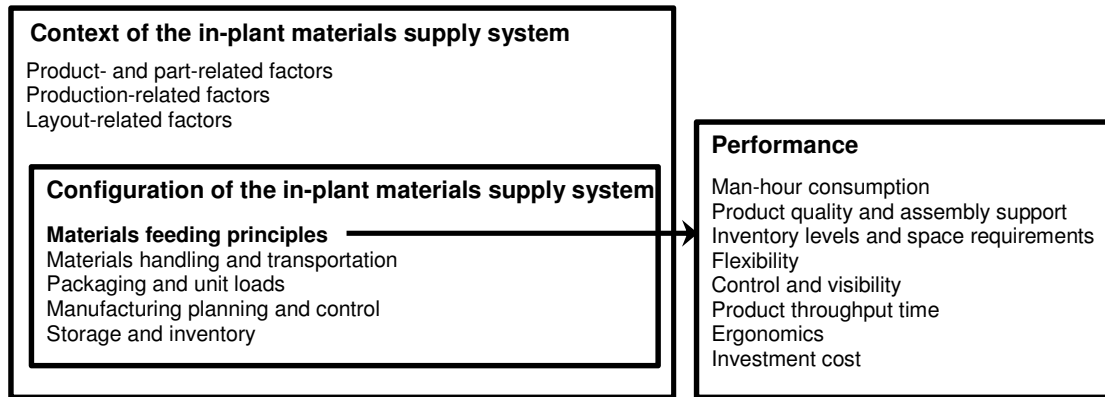 Context of the in-plant materials supply system
Product- and part-related factors
Production-related factors
Layout-related factors
Configuration of the in-plant materials supply system
Materials feeding principles
Materials handling and transportation
Packaging and unit loads
Manufacturing planning and control
Storage and inventory
Performance
Man-hour consumption
Product quality and assembly support
Inventory levels and space requirements
Flexibility
Control and visibility
Product throughput time
Ergonomics
Investment cost